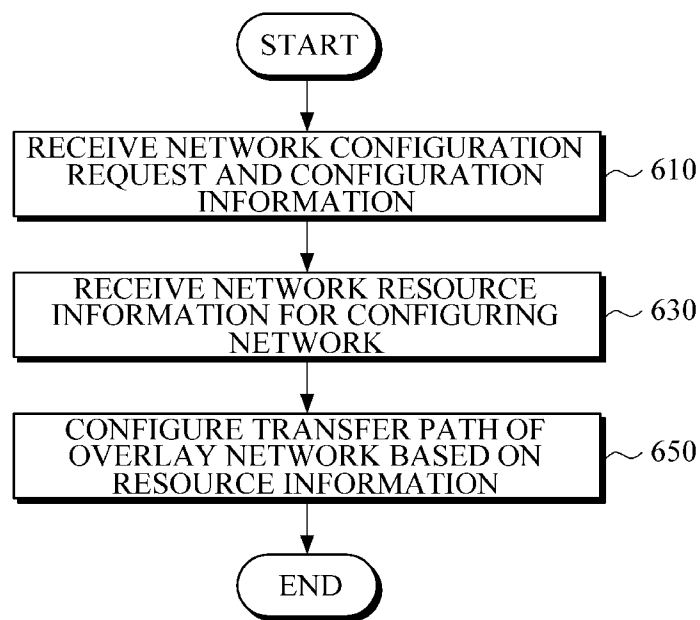 START
RECEIVE NETWORK CONFIGURATION
REQUEST AND CONFIGURATION
INFORMATION
610
RECEIVE NETWORK RESOURCE
INFORMATION FOR CONFIGURING
NETWORK
630
CONFIGURE TRANSFER PATH OF
OVERLAY NETWORK BASED ON
RESOURCE INFORMATION
650
END